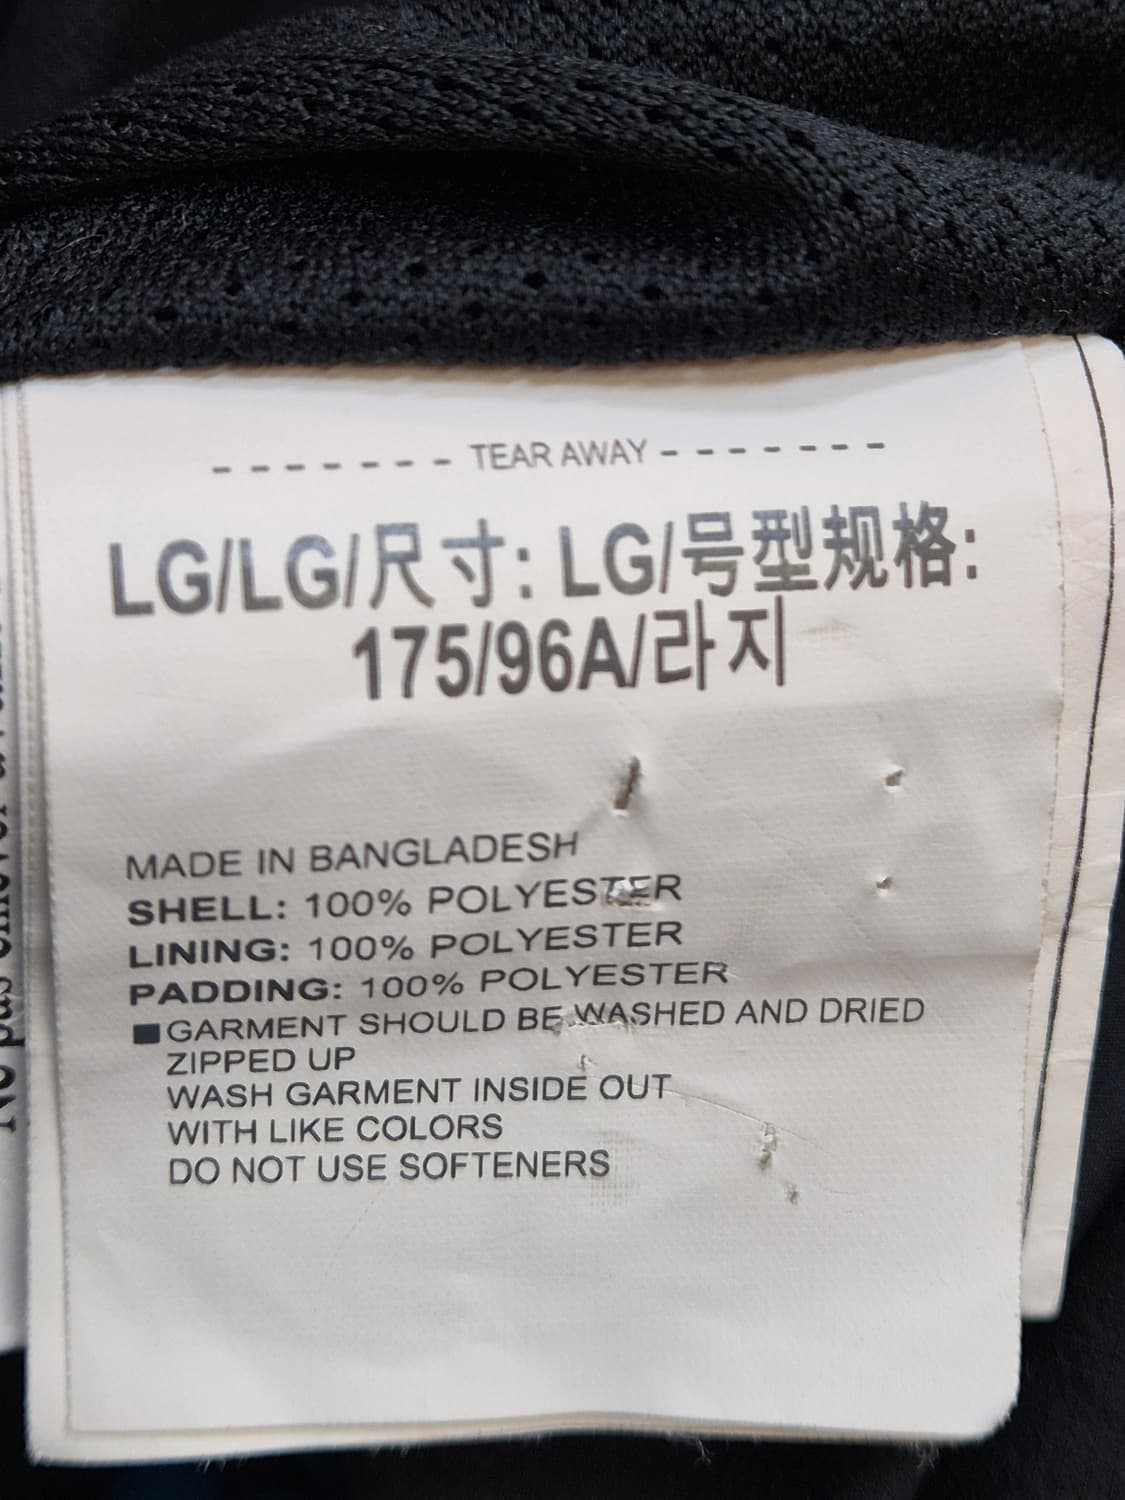 - - - - - - - TEAR AWAY - - - - - - -
LG/LG/尺寸: LG/号型规格:
175/96A/라지
MADE IN BANGLADESH
SHELL: 100% POLYESTER
LINING: 100% POLYESTER
PADDING: 100% POLYESTER
■GARMENT SHOULD BE WASHED AND DRIED
ZIPPED UP
WASH GARMENT INSIDE OUT
WITH LIKE COLORS
DO NOT USE SOFTENERS